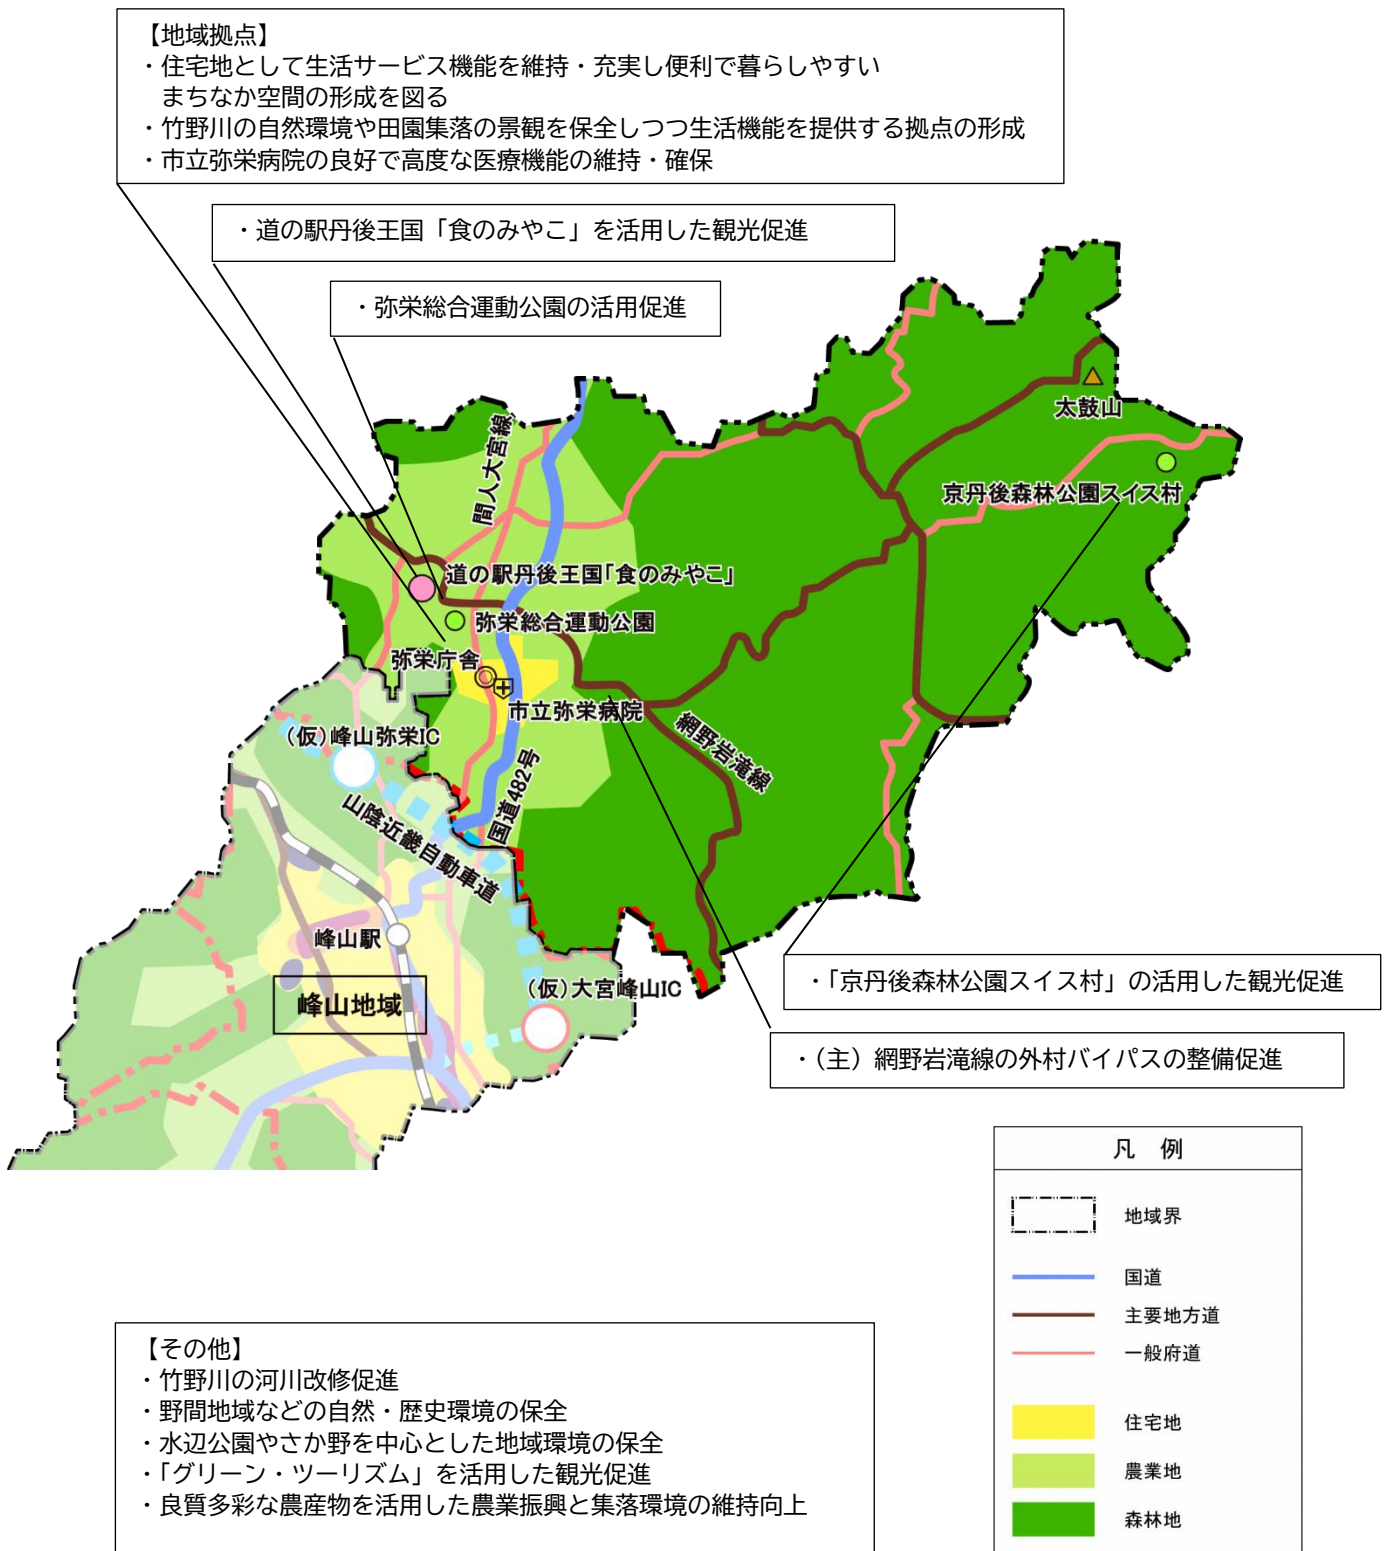 【地域拠点】
・住宅地として生活サービス機能を維持・充実し便利で暮らしやすい
まちなか空間の形成を図る
・竹野川の自然環境や田園集落の景観を保全しつつ生活機能を提供する拠点の形成
・市立弥栄病院の良好で高度な医療機能の維持・確保
・道の駅丹後王国「食のみやこ」を活用した観光促進
・弥栄総合運動公園の活用促進
太鼓山
間人大宮線
京丹後森林公園スイス村
道の駅丹後王国「食のみやこ」
弥栄総合運動公園
弥栄庁舎
市立弥栄病院
(仮)峰山弥栄IC
網野岩滝線
国道482号
山陰近畿自動車道
峰山駅
(仮)大宮峰山IC
峰山地域
・「京丹後森林公園スイス村」の活用した観光促進
・（主）網野岩滝線の外村バイパスの整備促進
凡 例
地域界
国道
主要地方道
一般府道
住宅地
農業地
森林地
【その他】
・竹野川の河川改修促進
・野間地域などの自然・歴史環境の保全
・水辺公園やさか野を中心とした地域環境の保全
・「グリーン・ツーリズム」を活用した観光促進
・良質多彩な農産物を活用した農業振興と集落環境の維持向上